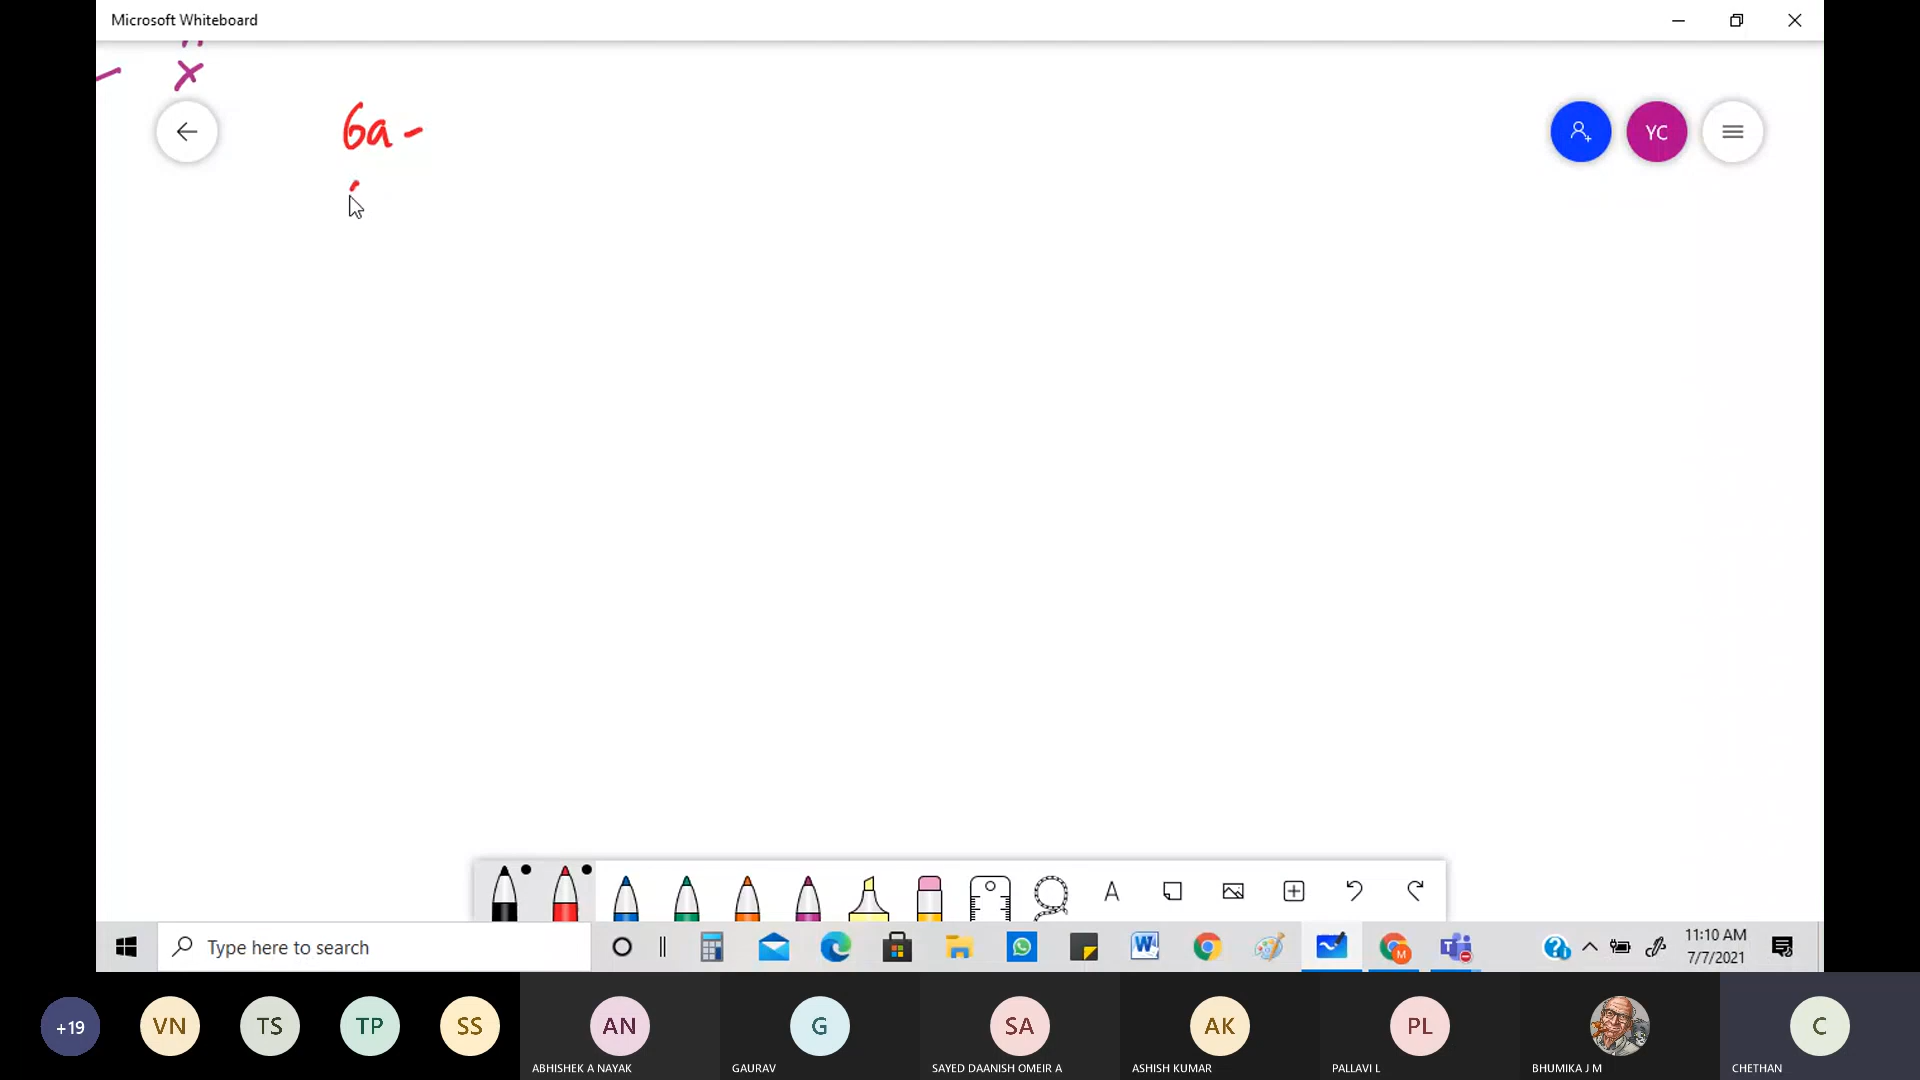 Microsoft Whiteboard
x
6a -
YC
A
Type here to search
W
M
T
11:10 AM
7/7/2021
+19
VN
TS
TP
SS
AN
G
SA
AK
PL
C
ABHISHEK A NAYAK
GAURAV
SAYED DAANISH OMEIR A
ASHISH KUMAR
PALLAVI L
BHUMIKA J M
CHETHAN